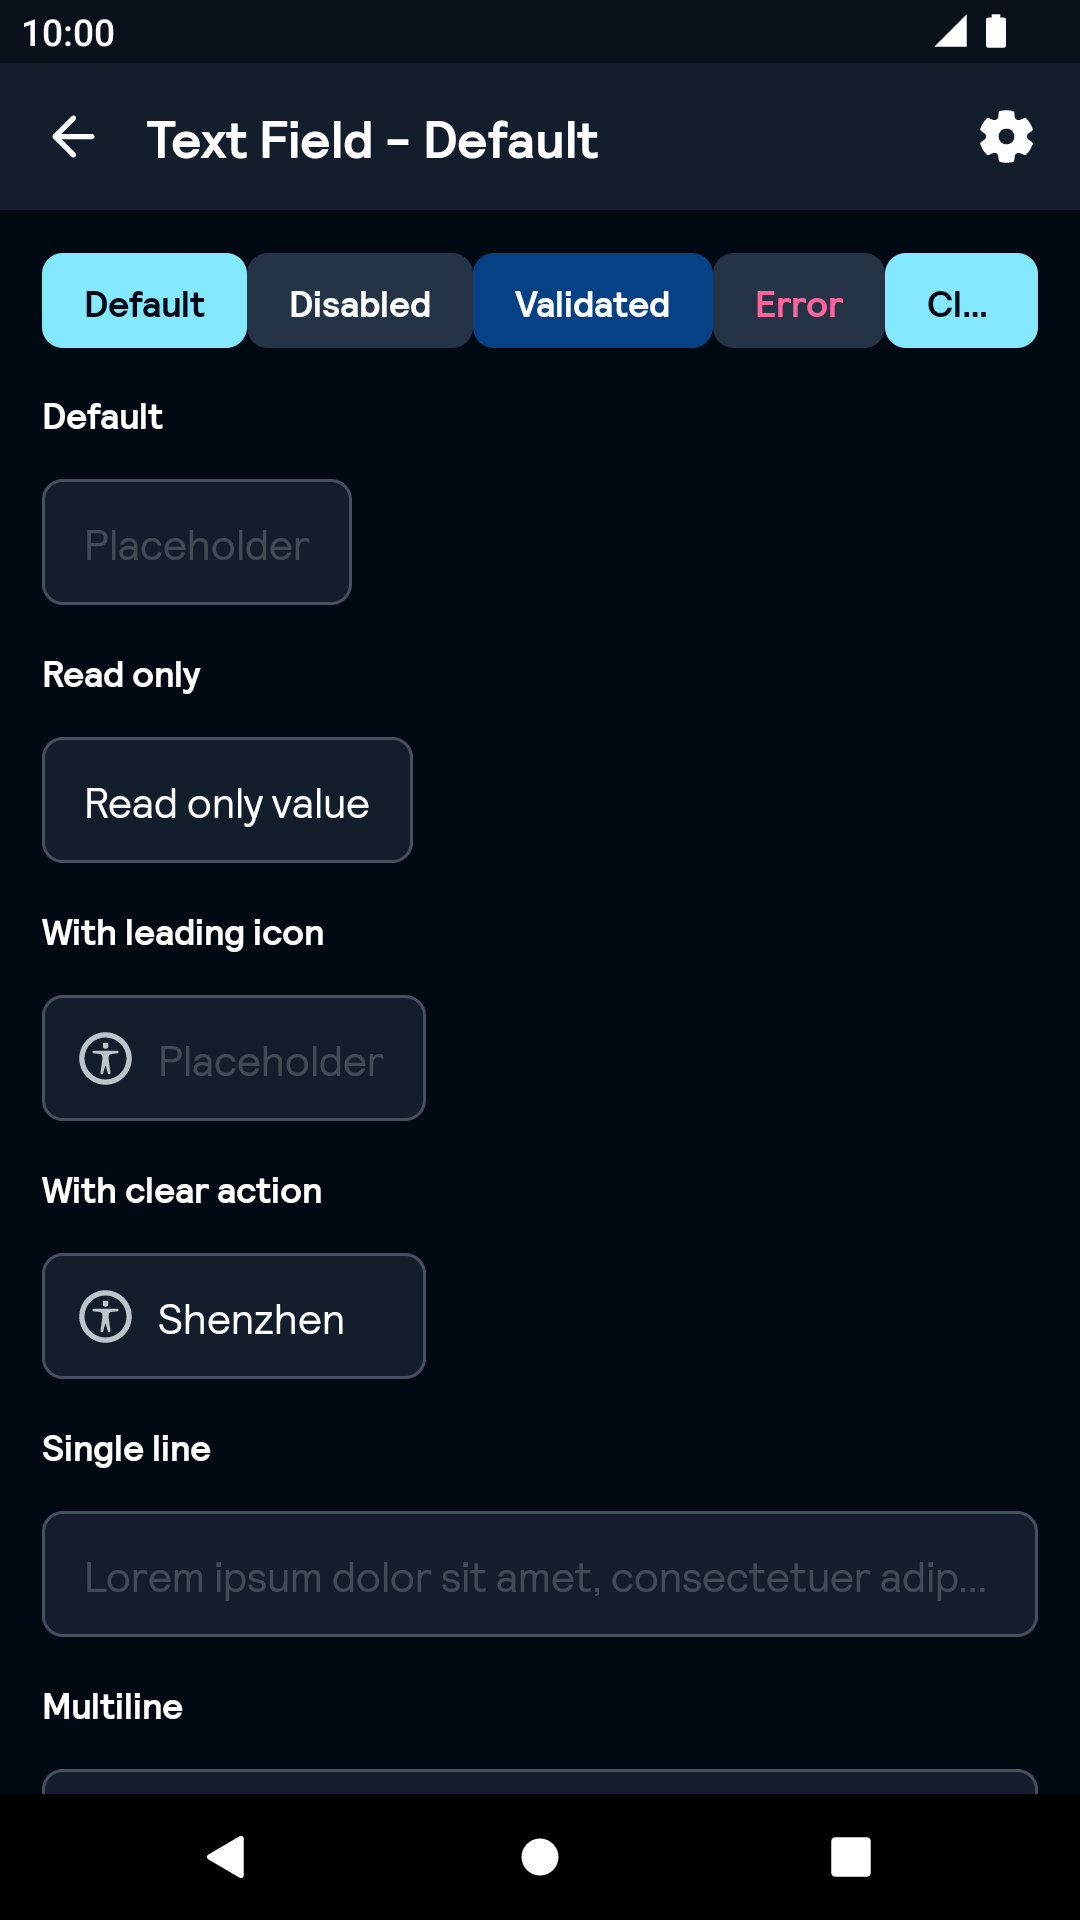 10:00
Text Field - Default
Default Disabled Validated Error Cl...
Default
Placeholder
Read only
Read only value
With leading icon
Placeholder
With clear action
Shenzhen
Single line
Lorem ipsum dolor sit amet, consectetuer adip...
Multiline